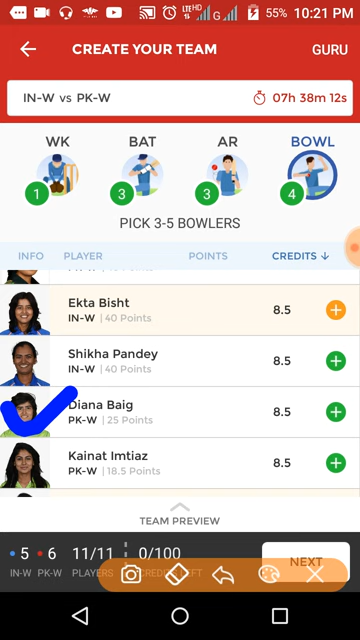 LTE HD G 55% 10:21 PM
CREATE YOUR TEAM GURU
IN-W vs PK-W 07h 38m 12s
WK BAT AR BOWL
1 3 3 4
PICK 3-5 BOWLERS
INFO PLAYER POINTS CREDITS ↓
Ekta Bisht
IN-W | 40 Points 8.5 +
Shikha Pandey
IN-W | 40 Points 8.5 +
Diana Baig
PK-W | 25 Points 8.5 +
Kainat Imtiaz
PK-W | 18.5 Points 8.5 +
TEAM PREVIEW
5 6 11/11 0/100 NEXT
IN-W PK-W PLAYERS